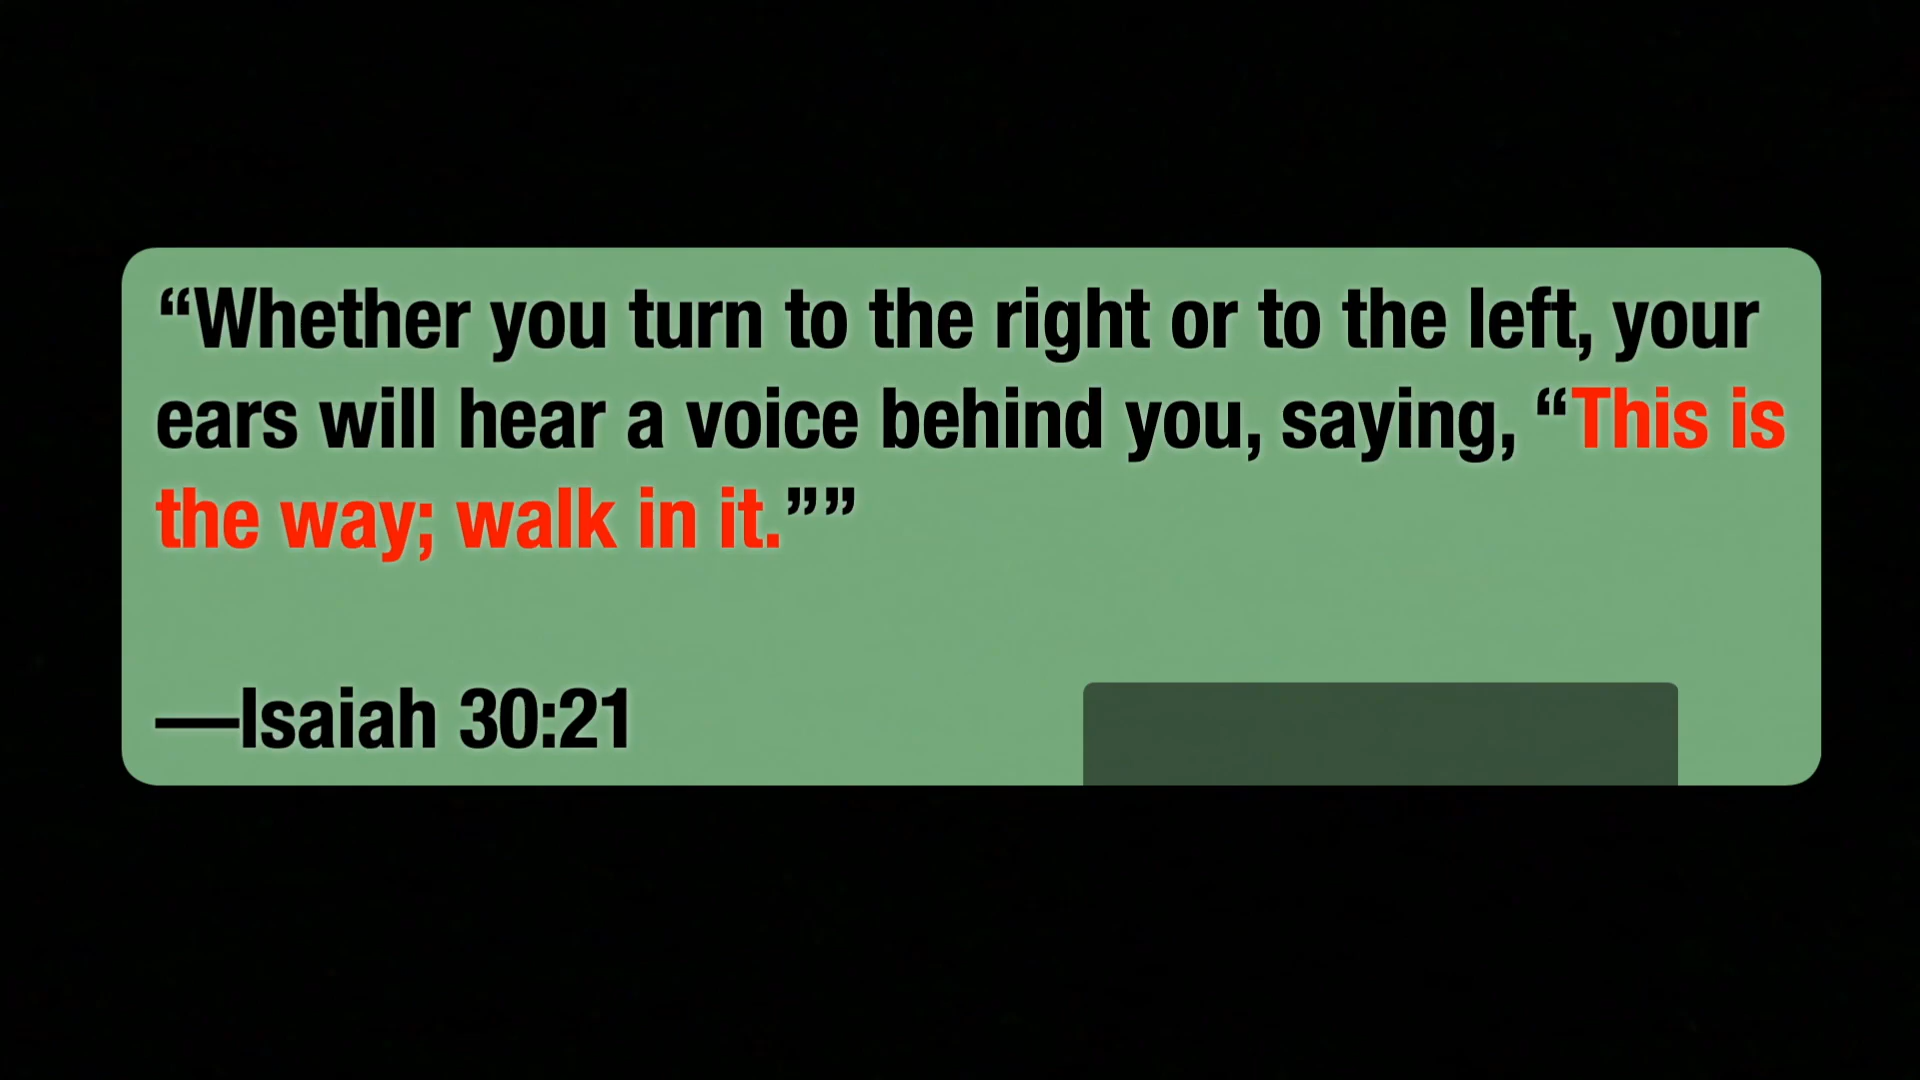 “Whether you turn to the right or to the left, your
ears will hear a voice behind you, saying, “This is
the way; walk in it.””
—Isaiah 30:21